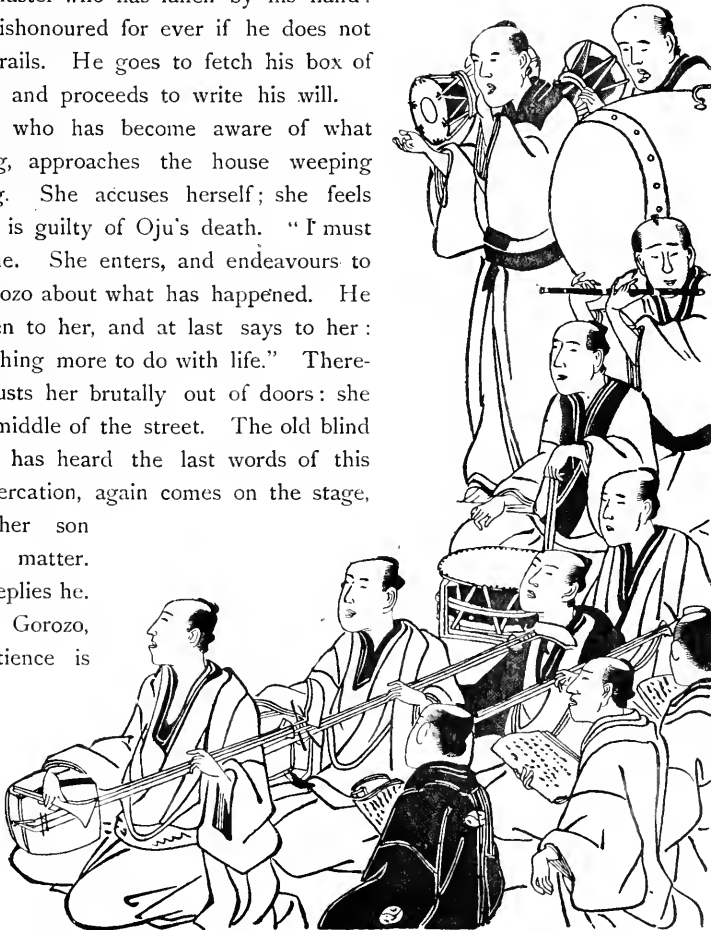 by his hand:
ishonoured for ever if he does not
rails. He goes to fetch his box of
and proceeds to write his will.
who has become aware of what
approaches the house weeping
She accuses herself; she feels
is guilty of Oju's death. "I must
She enters, and endeavours to
ozo about what has happened. He
en to her, and at last says to her:
thing more to do with life." There-
usts her brutally out of doors: she
middle of the street. The old blind
has heard the last words of this
ercation, again comes on the stage,
her son
matter.
eplies he.
Gorozo,
tience is